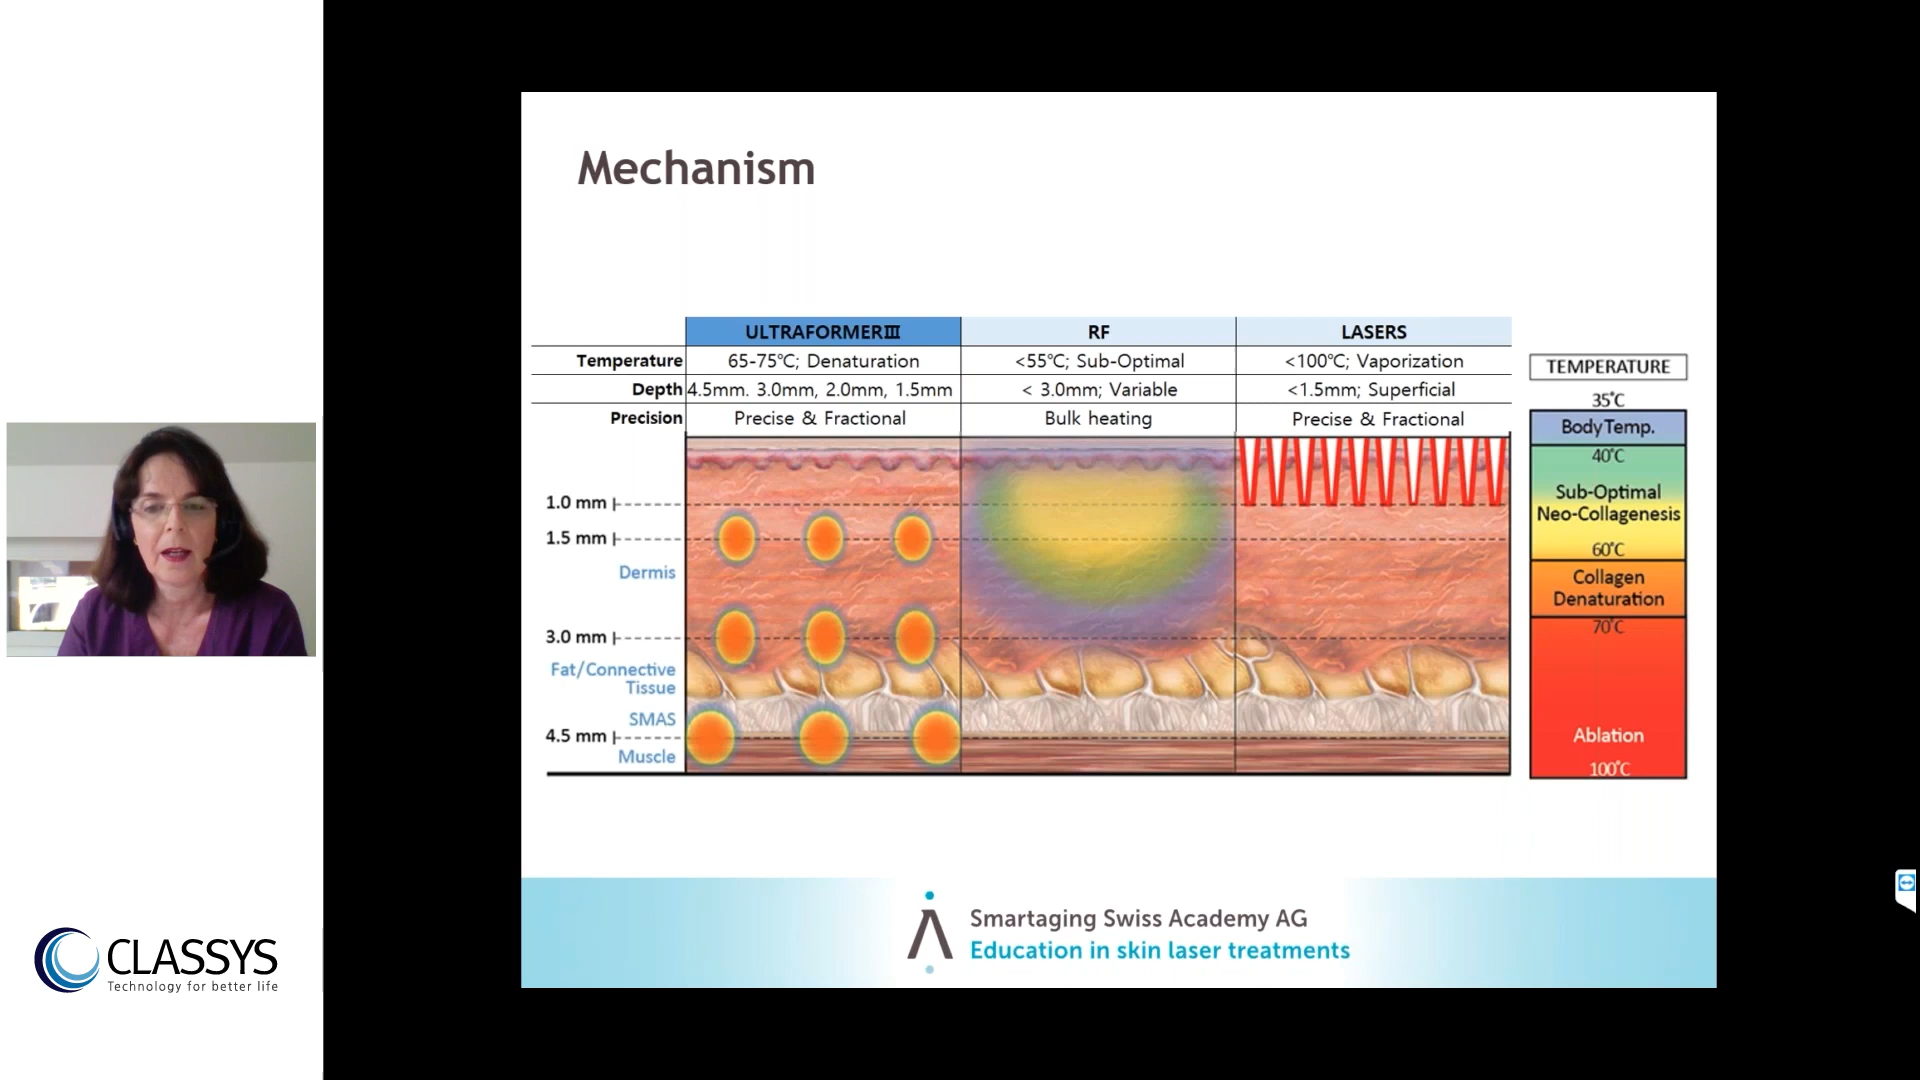 Mechanism
ULTRAFORMERⅢ RF LASERS
Temperature 65-75℃; Denaturation <55℃; Sub-Optimal <100℃; Vaporization
Depth 4.5mm. 3.0mm, 2.0mm, 1.5mm < 3.0mm; Variable <1.5mm; Superficial
Precision Precise & Fractional Bulk heating Precise & Fractional
1.0 mm
1.5 mm
Dermis
3.0 mm
Fat/Connective
Tissue
SMAS
4.5 mm
Muscle
TEMPERATURE
35℃
Body Temp.
40℃
Sub-Optimal
Neo-Collagenesis
60℃
Collagen
Denaturation
70℃
Ablation
100℃
Smartaging Swiss Academy AG
Education in skin laser treatments
CLASSYS
Technology for better life